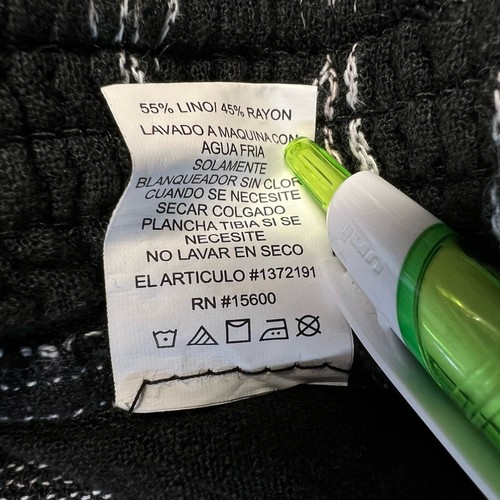 55% LINO! 45% RAYON
LAVADO A MAQUINA CON
AGUA FRIA
SOLAMENTE
BLANQUEADOR SIN CLOR
CUANDO SE NECESITE
SECAR COLGADO
PLANCHA TIBIA SI SE
NECESITE
NO LAVAR EN SECO
EL ARTICULO #1372191
RN #15600